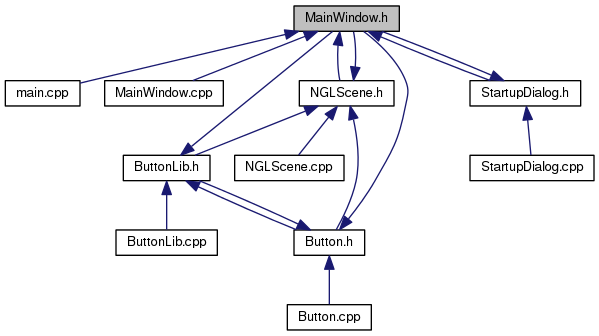 MainWindow.h
main.cpp
MainWindow.cpp
NGLScene.h
StartupDialog.h
ButtonLib.h
NGLScene.cpp
StartupDialog.cpp
ButtonLib.cpp
Button.h
Button.cpp